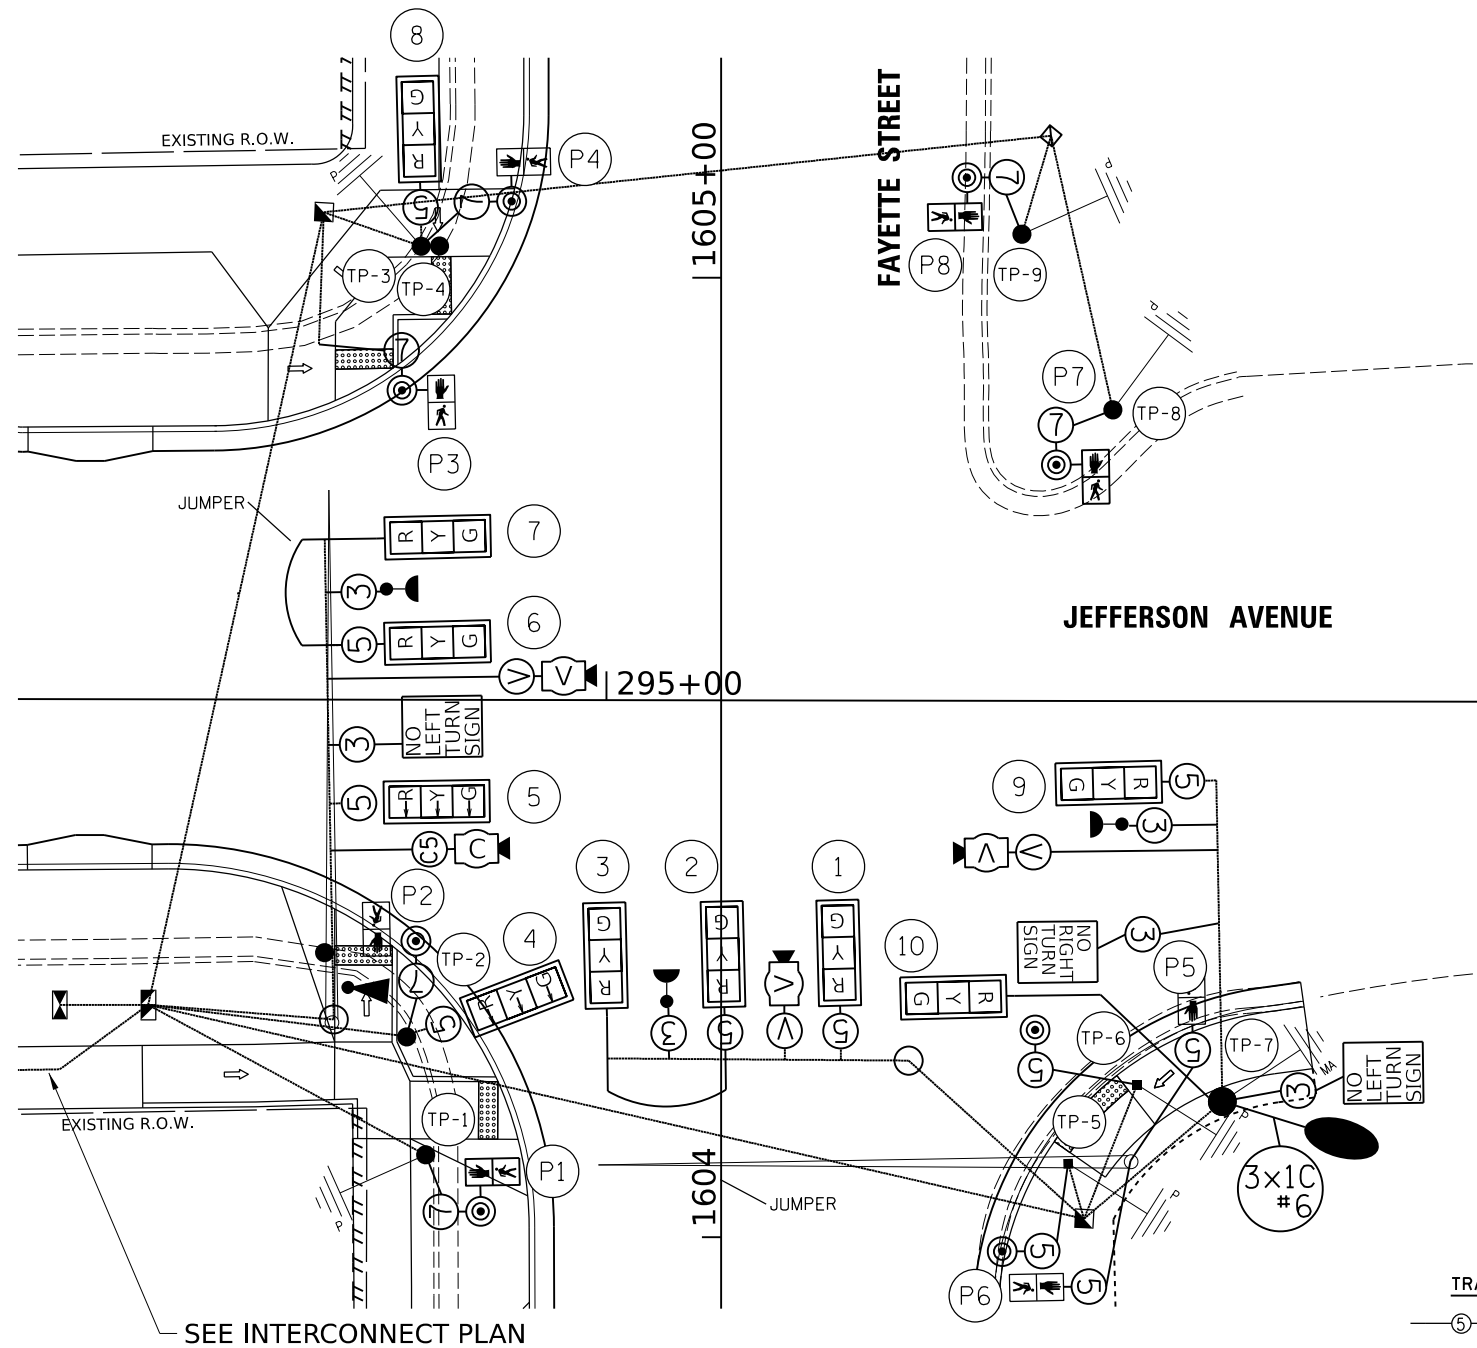 8
G
Y
R
5
EXISTING R.O.W.
P
7
P4
1605+00
FAYETTE STREET
7
P
P8
TP-9
TP-3
TP-4
7
P3
P
P7
7
TP-8
JUMPER
R Y G
7
3
5
R Y G
6
V
V
295+00
JEFFERSON AVENUE
3
NO
LEFT
TURN
SIGN
5
R Y G
5
C5
C
9
G Y R
5
3
V
V
P2
3
2
1
G
Y
R
G
Y
R
G
Y
R
3
5
V
V
5
4
R Y G
TP-2
7
5
10
G Y R
NO
RIGHT
TURN
SIGN
3
P5
5
TP-6
TP-7
5
MA
3
NO
LEFT
TURN
SIGN
P
TP-5
3×1C
#6
P
EXISTING R.O.W.
TP-1
P1
7
P
1604
JUMPER
5
5
P6
SEE INTERCONNECT PLAN
TRA
5